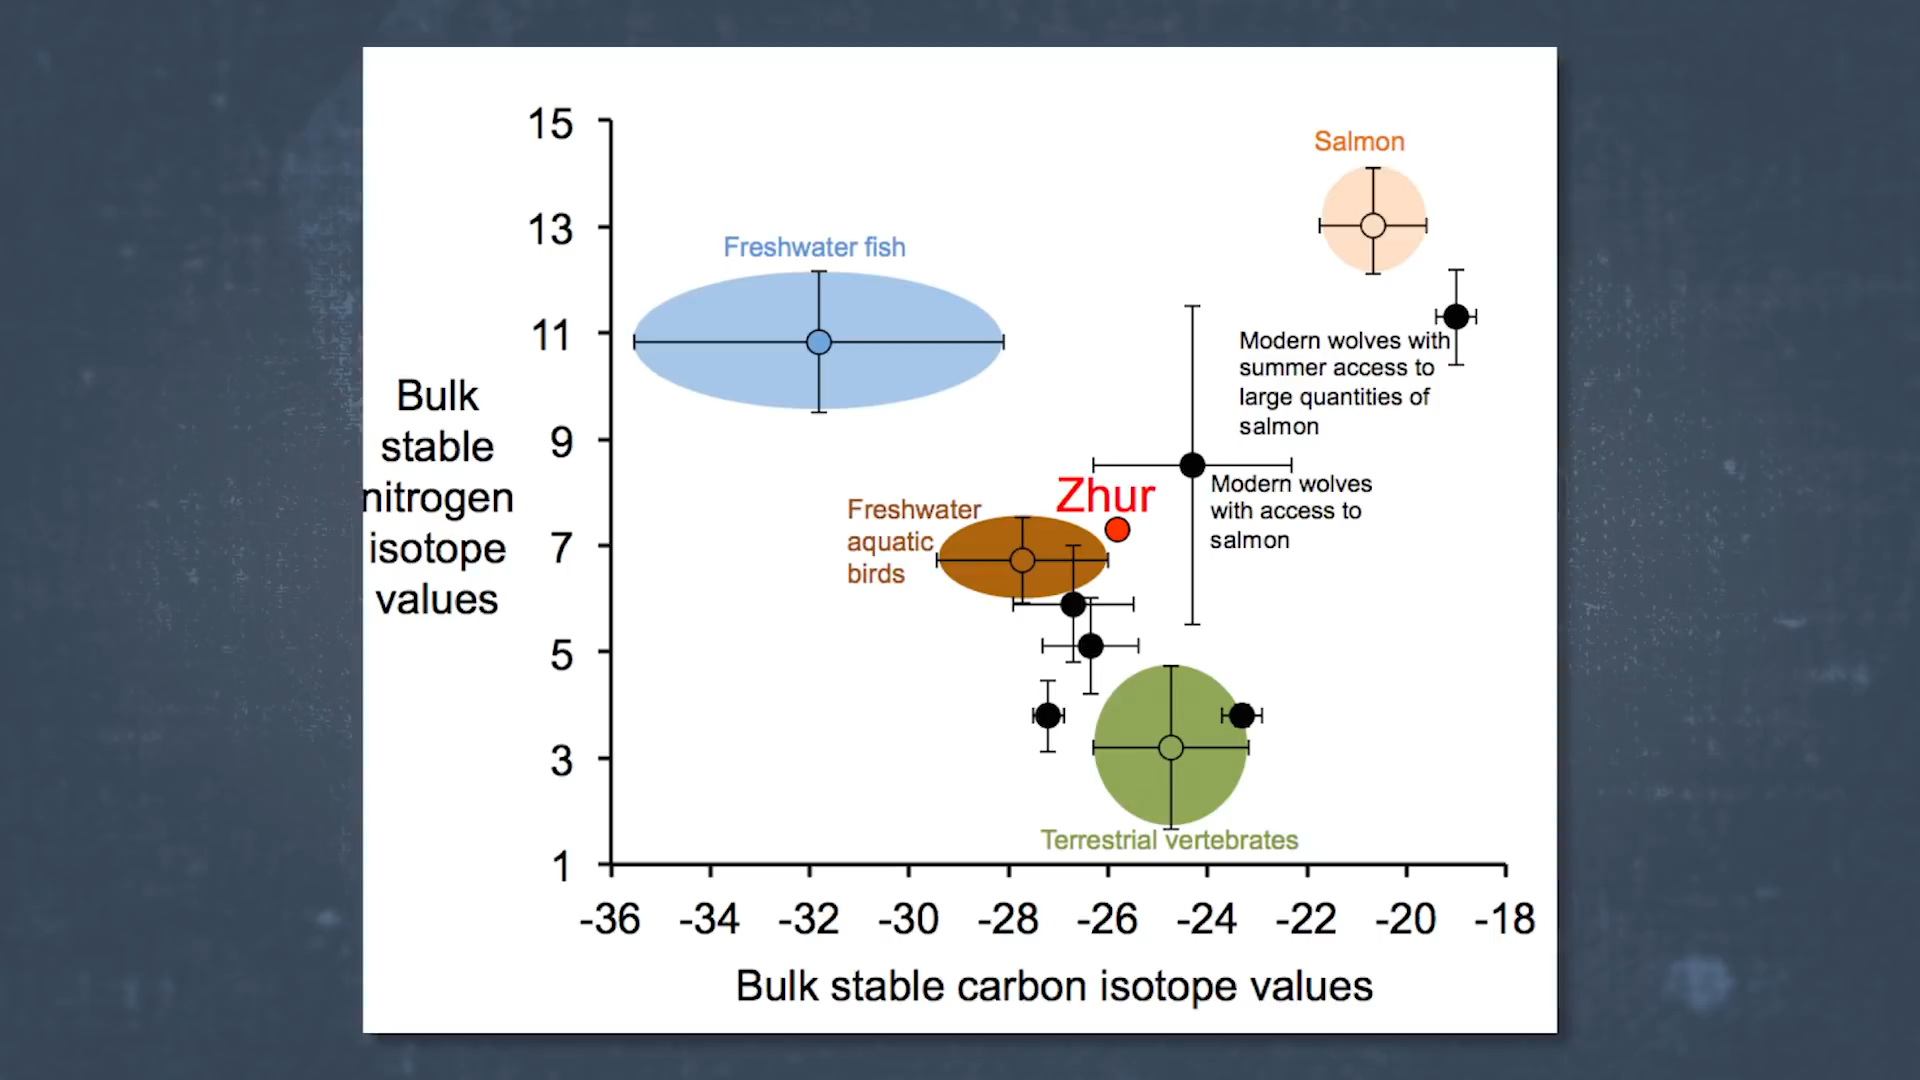 15
Salmon
13
Freshwater fish
11
Modern wolves with
summer access to
large quantities of
salmon
Bulk
stable
nitrogen
isotope
values
9
Zhur
Modern wolves
with access to
salmon
Freshwater
aquatic
birds
7
5
3
Terrestrial vertebrates
1
-36 -34 -32 -30 -28 -26 -24 -22 -20 -18
Bulk stable carbon isotope values